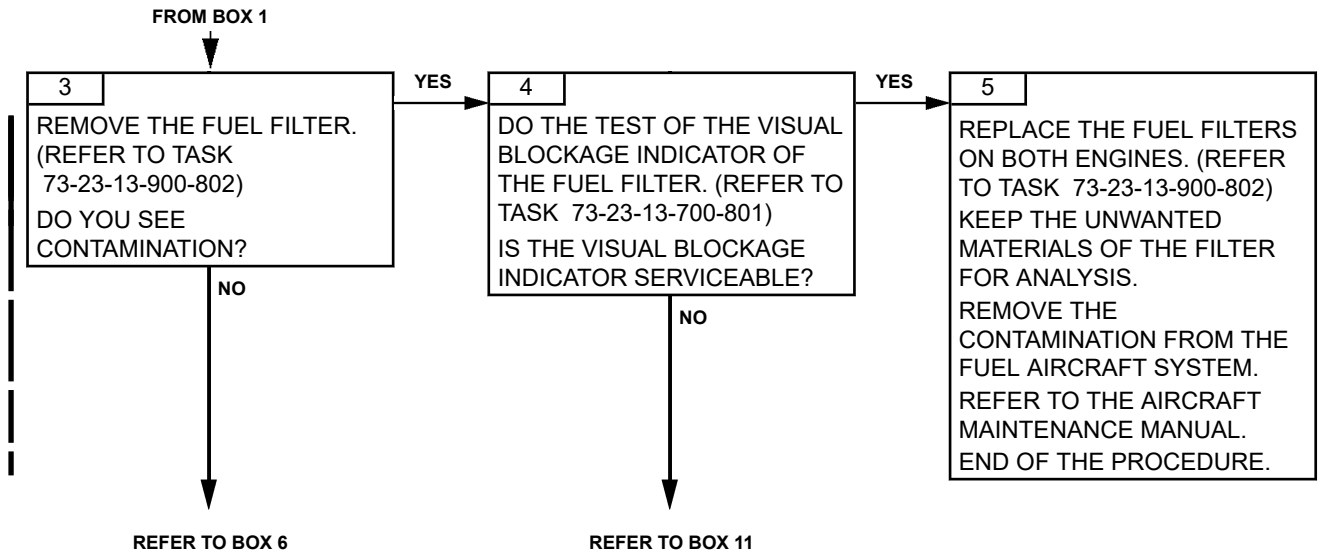 FROM BOX 1
3
REMOVE THE FUEL FILTER.
(REFER TO TASK
73-23-13-900-802)
DO YOU SEE
CONTAMINATION?
YES
NO
REFER TO BOX 6
4
DO THE TEST OF THE VISUAL
BLOCKAGE INDICATOR OF
THE FUEL FILTER. (REFER TO
TASK 73-23-13-700-801)
IS THE VISUAL BLOCKAGE
INDICATOR SERVICEABLE?
YES
NO
REFER TO BOX 11
5
REPLACE THE FUEL FILTERS
ON BOTH ENGINES. (REFER
TO TASK 73-23-13-900-802)
KEEP THE UNWANTED
MATERIALS OF THE FILTER
FOR ANALYSIS.
REMOVE THE
CONTAMINATION FROM THE
FUEL AIRCRAFT SYSTEM.
REFER TO THE AIRCRAFT
MAINTENANCE MANUAL.
END OF THE PROCEDURE.